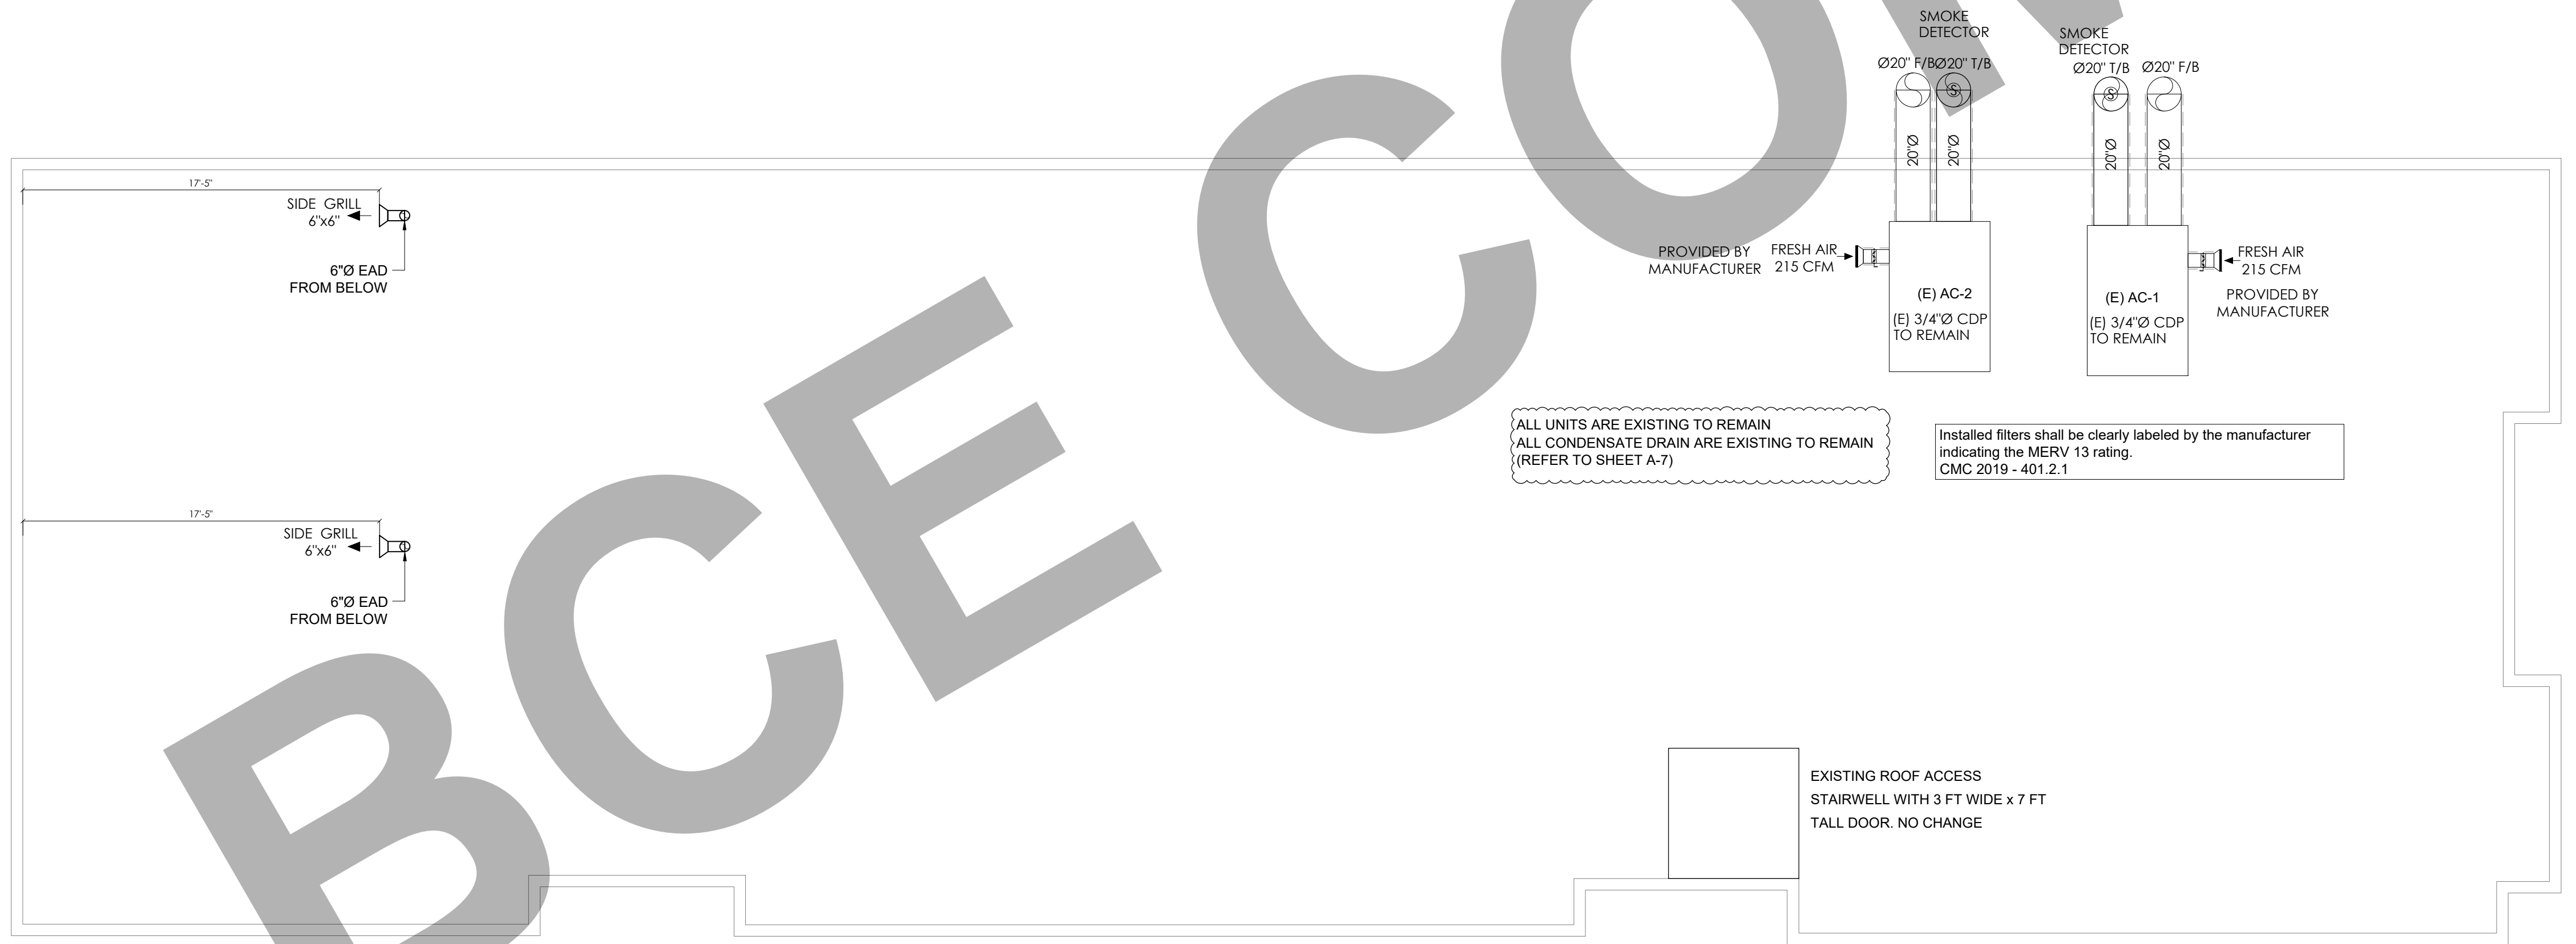 SMOKE
DETECTOR
SMOKE
DETECTOR
Ø20" F/B
Ø20" T/B
Ø20" T/B
Ø20" F/B
20"Ø
20"Ø
20"Ø
20"Ø
17'-5"
SIDE GRILL
6"x6"
6"Ø EAD
FROM BELOW
PROVIDED BY
MANUFACTURER
FRESH AIR
215 CFM
(E) AC-2
(E) 3/4"Ø CDP
TO REMAIN
(E) AC-1
(E) 3/4"Ø CDP
TO REMAIN
FRESH AIR
215 CFM
PROVIDED BY
MANUFACTURER
ALL UNITS ARE EXISTING TO REMAIN
ALL CONDENSATE DRAIN ARE EXISTING TO REMAIN
(REFER TO SHEET A-7)
Installed filters shall be clearly labeled by the manufacturer
indicating the MERV 13 rating.
CMC 2019 - 401.2.1
17'-5"
SIDE GRILL
6"x6"
6"Ø EAD
FROM BELOW
EXISTING ROOF ACCESS
STAIRWELL WITH 3 FT WIDE x 7 FT
TALL DOOR. NO CHANGE
S
S
BCE